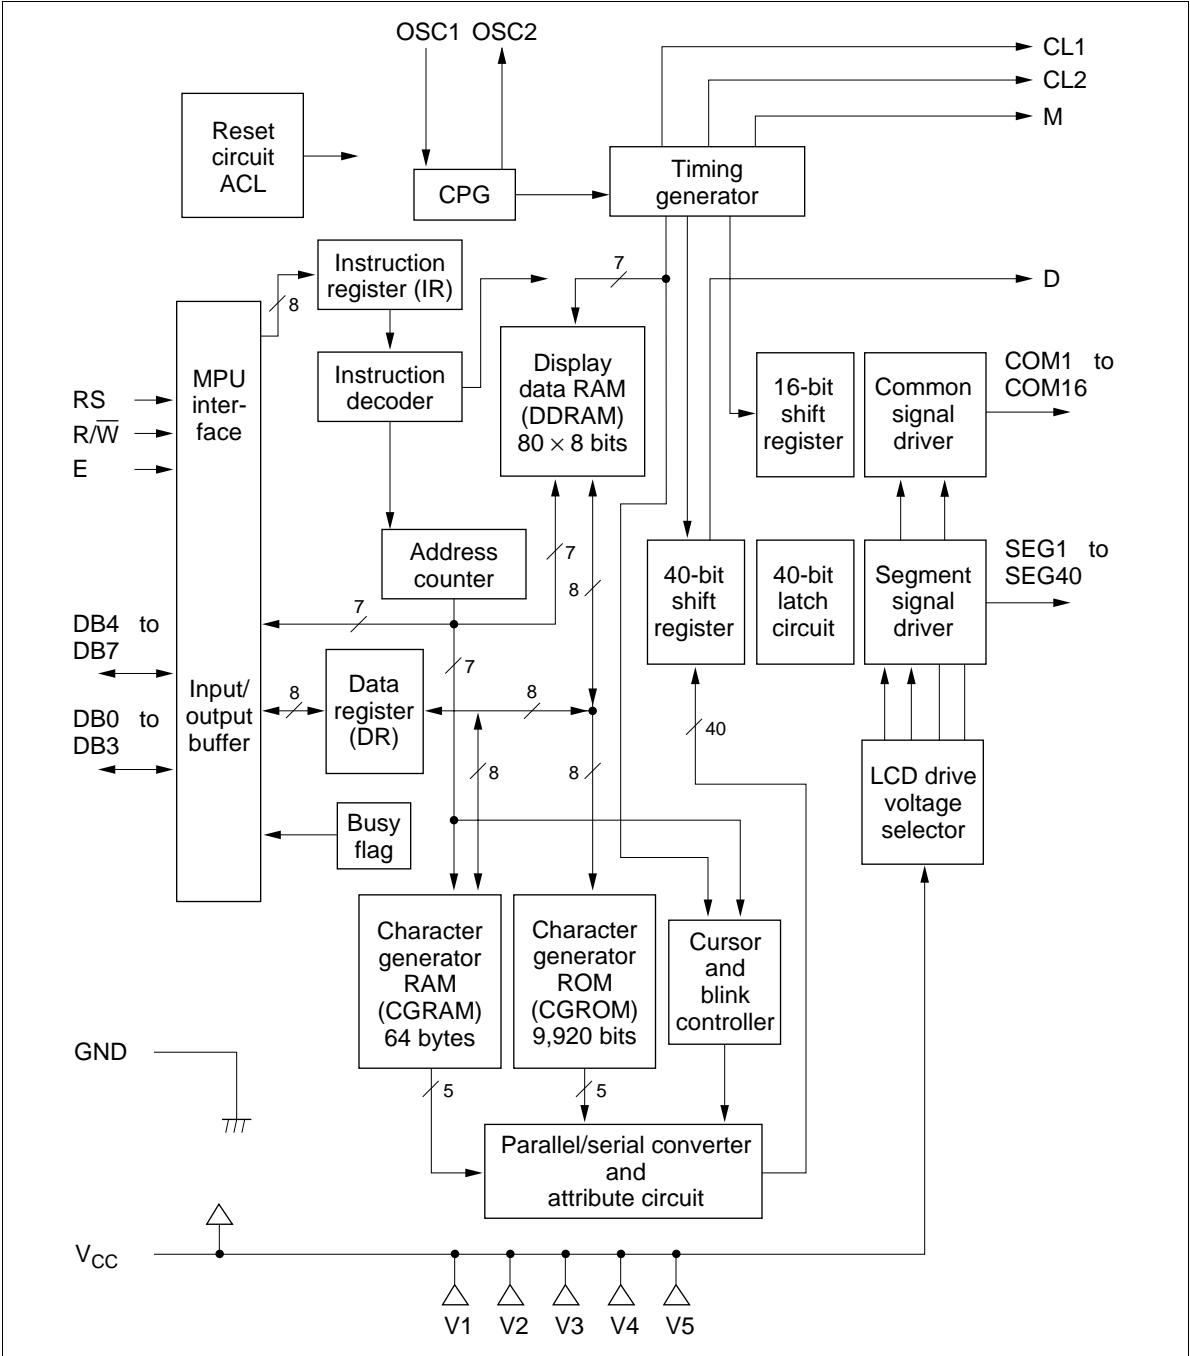 OSC1 OSC2
CL1
CL2
M
Reset
circuit
ACL
CPG
Timing
generator
Instruction
register (IR)
8
7
D
MPU
inter-
face
Instruction
decoder
Display
data RAM
(DDRAM)
80 × 8 bits
16-bit
shift
register
Common
signal
driver
COM1 to
COM16
RS
R/W̅
E
Address
counter
7
8
40-bit
shift
register
40-bit
latch
circuit
Segment
signal
driver
SEG1 to
SEG40
DB4 to
DB7
7
7
Input/
output
buffer
8
Data
register
(DR)
8
DB0 to
DB3
40
8
8
LCD drive
voltage
selector
Busy
flag
Character
generator
RAM
(CGRAM)
64 bytes
Character
generator
ROM
(CGROM)
9,920 bits
Cursor
and
blink
controller
GND
5
5
Parallel/serial converter
and
attribute circuit
VCC
V1 V2 V3 V4 V5